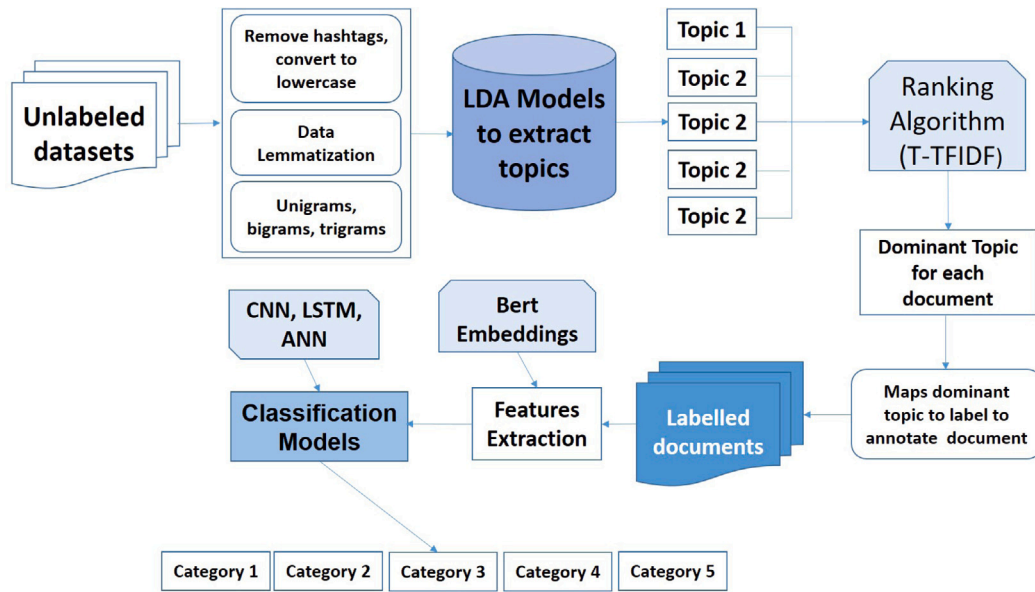 Unlabeled
datasets
Remove hashtags,
convert to
lowercase
Data
Lemmatization
Unigrams,
bigrams, trigrams
LDA Models
to extract
topics
Topic 1
Topic 2
Topic 2
Topic 2
Topic 2
Ranking
Algorithm
(T-TFIDF)
Dominant Topic
for each
document
Maps dominant
topic to label to
annotate document
Labelled
documents
Bert
Embeddings
Features
Extraction
CNN, LSTM,
ANN
Classification
Models
Category 1
Category 2
Category 3
Category 4
Category 5